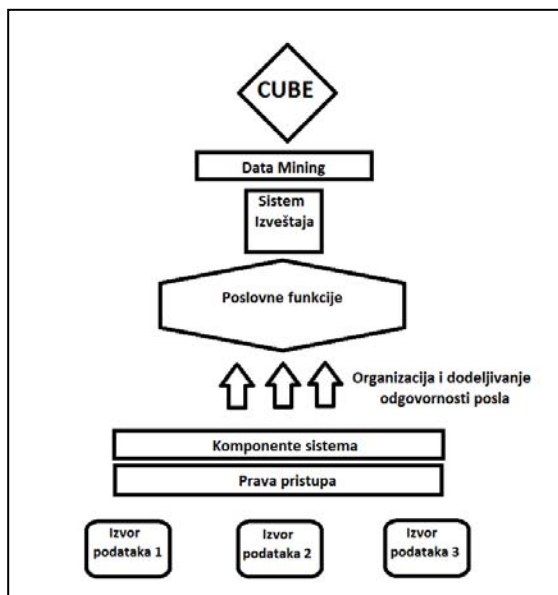 CUBE
Data Mining
Sistem
Izveštaja
Poslovne funkcije
Organizacija i dodeljivanje
odgovornosti posla
Komponente sistema
Prava pristupa
Izvor
podataka 1
Izvor
podataka 2
Izvor
podataka 3